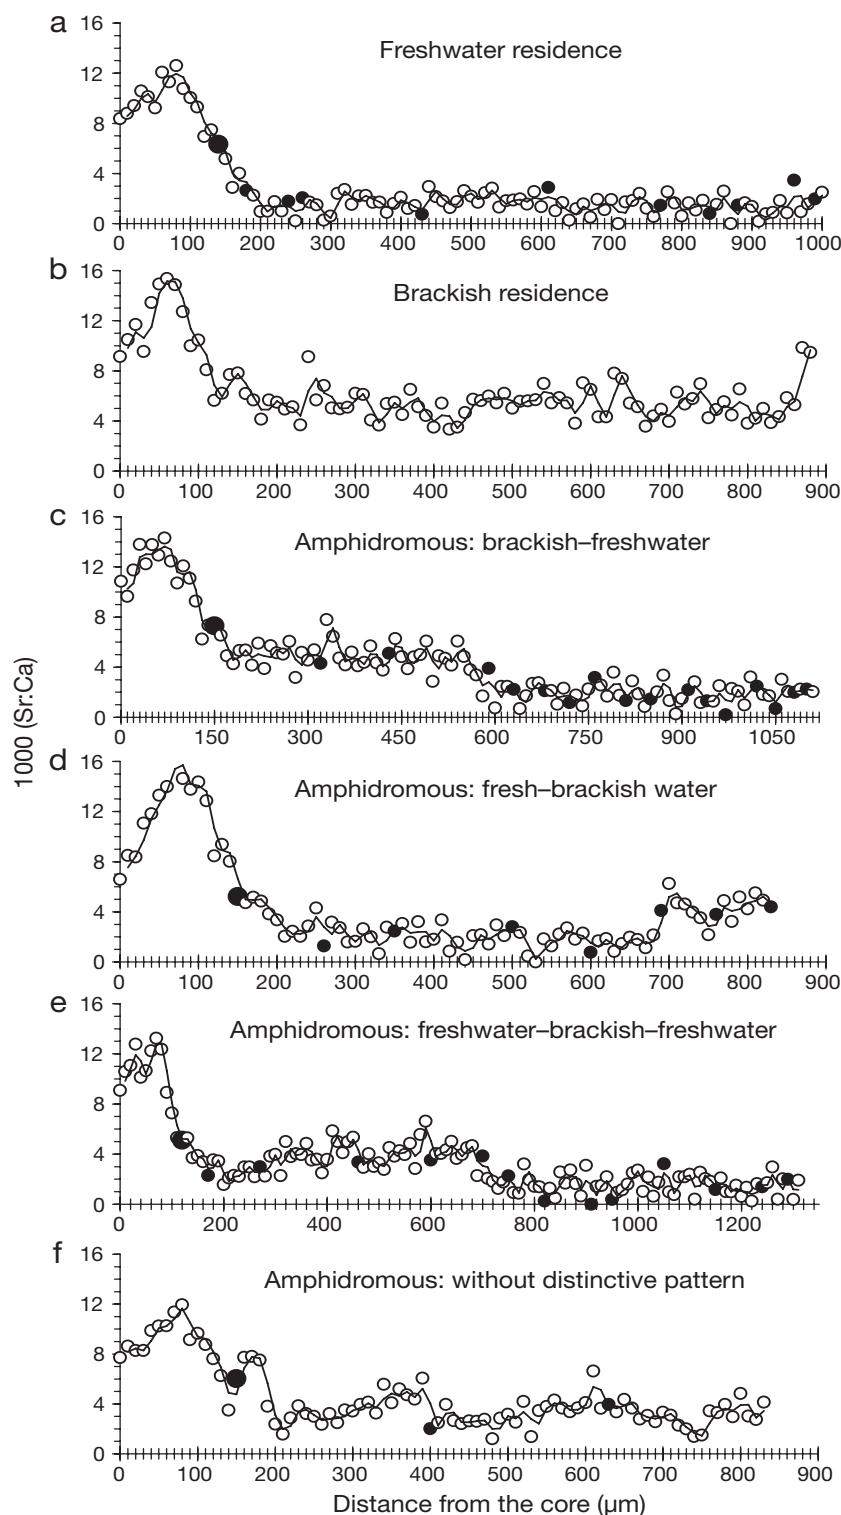 a
Freshwater residence
16
12
8
4
0
0 100 200 300 400 500 600 700 800 900 1000
b
Brackish residence
16
12
8
4
0
0 100 200 300 400 500 600 700 800 900
c
Amphidromous: brackish–freshwater
16
12
8
4
0
0 150 300 450 600 750 900 1050
1000 (Sr:Ca)
d
Amphidromous: fresh–brackish water
16
12
8
4
0
0 100 200 300 400 500 600 700 800 900
e
Amphidromous: freshwater–brackish–freshwater
16
12
8
4
0
0 200 400 600 800 1000 1200
f
Amphidromous: without distinctive pattern
16
12
8
4
0
0 100 200 300 400 500 600 700 800 900
Distance from the core (μm)